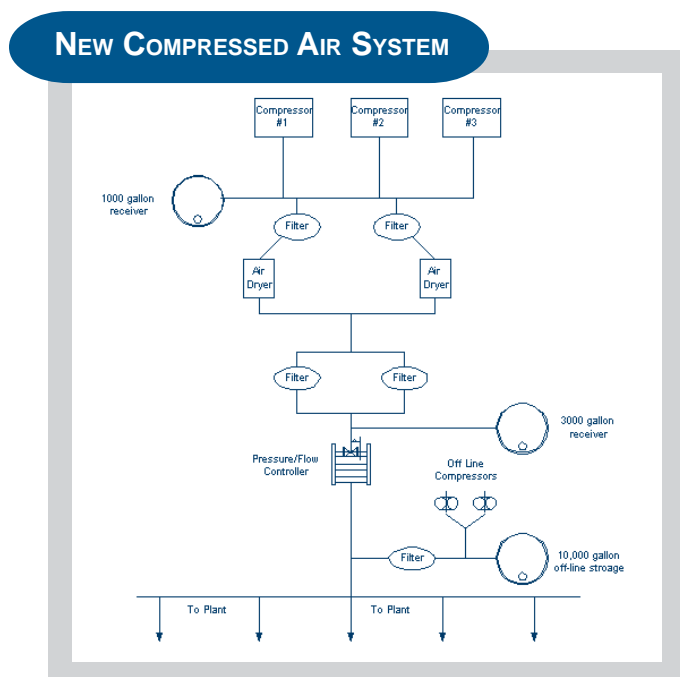 NEW COMPRESSED AIR SYSTEM
Compressor
#1
Compressor
#2
Compressor
#3
1000 gallon
receiver
Filter
Filter
Air
Dryer
Air
Dryer
Filter
Filter
3000 gallon
receiver
Pressure/Flow
Controller
Off Line
Compressors
Filter
10,000 gallon
off-line stroage
To Plant
To Plant